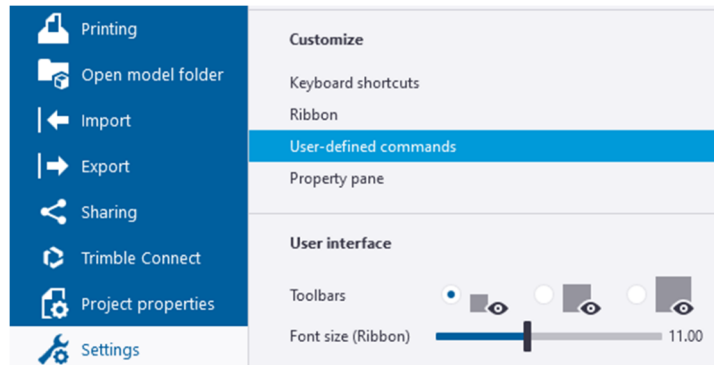 Printing
Open model folder
Import
Export
Sharing
Trimble Connect
Project properties
Settings
Customize
Keyboard shortcuts
Ribbon
User-defined commands
Property pane
User interface
Toolbars
Font size (Ribbon) 11.00